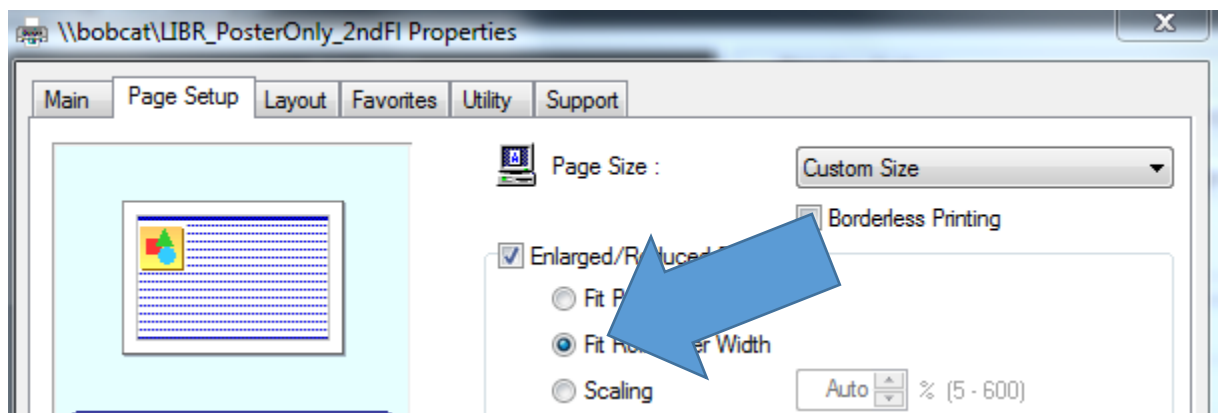 \\bobcat\LIBR_PosterOnly_2ndFl Properties
Main Page Setup Layout Favorites Utility Support
Page Size : Custom Size
Borderless Printing
Enlarged/Reduced
Fit
Fit Width
Scaling Auto % (5 - 600)